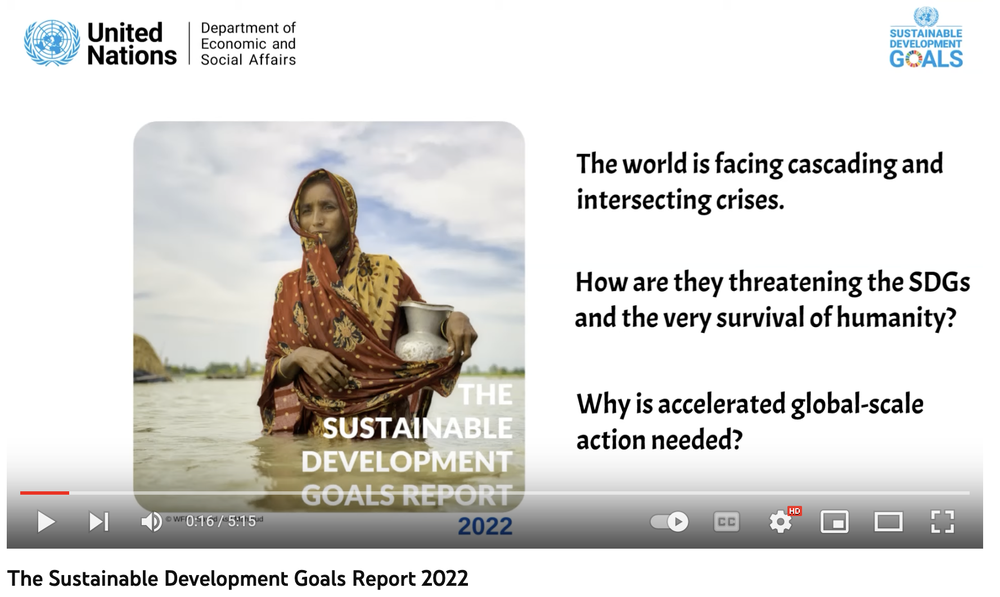 United
Nations
Department of
Economic and
Social Affairs
SUSTAINABLE
DEVELOPMENT
GOALS
The world is facing cascading and
intersecting crises.
How are they threatening the SDGs
and the very survival of humanity?
Why is accelerated global-scale
action needed?
THE
SUSTAINABLE
DEVELOPMENT
GOALS REPORT
2022
©
0:16 / 5:15
CC
HD
The Sustainable Development Goals Report 2022